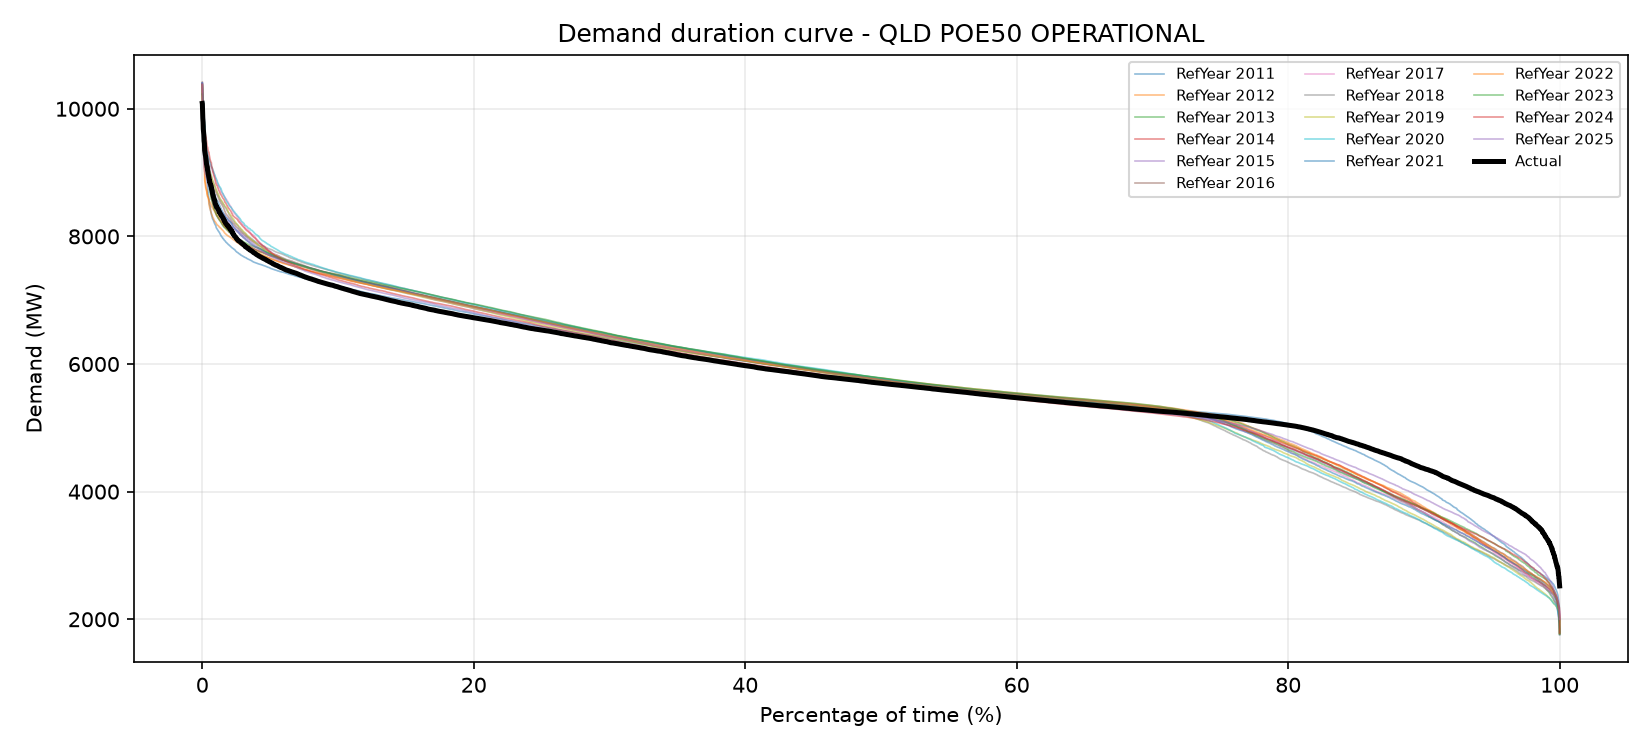 Demand duration curve - QLD POE50 OPERATIONAL
RefYear 2011
RefYear 2012
RefYear 2013
RefYear 2014
RefYear 2015
RefYear 2016
RefYear 2017
RefYear 2018
RefYear 2019
RefYear 2020
RefYear 2021
RefYear 2022
RefYear 2023
RefYear 2024
RefYear 2025
Actual
Demand (MW)
10000
8000
6000
4000
2000
0 20 40 60 80 100
Percentage of time (%)